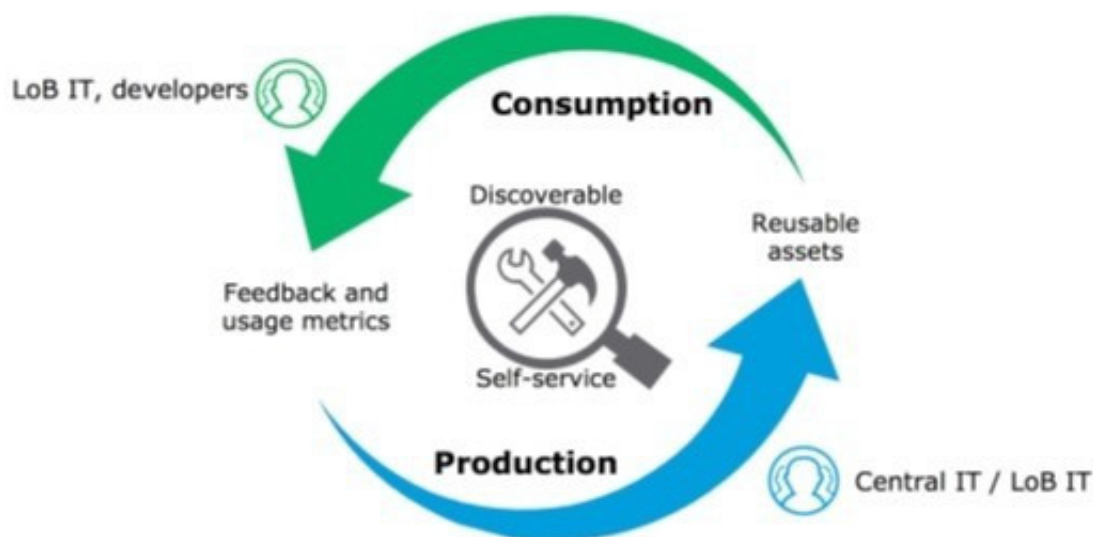 LoB IT, developers
Consumption
Discoverable
Reusable
assets
Feedback and
usage metrics
Self-service
Production
Central IT / LoB IT